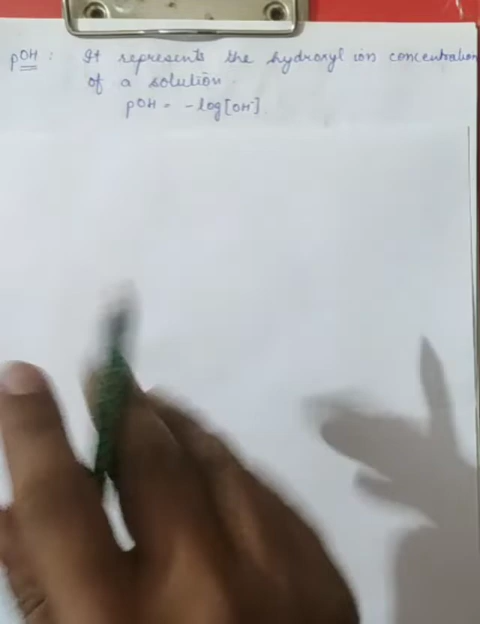 pOH : It represents the hydroxyl ion concentration
of a solution.
pOH = -log[OH⁻]